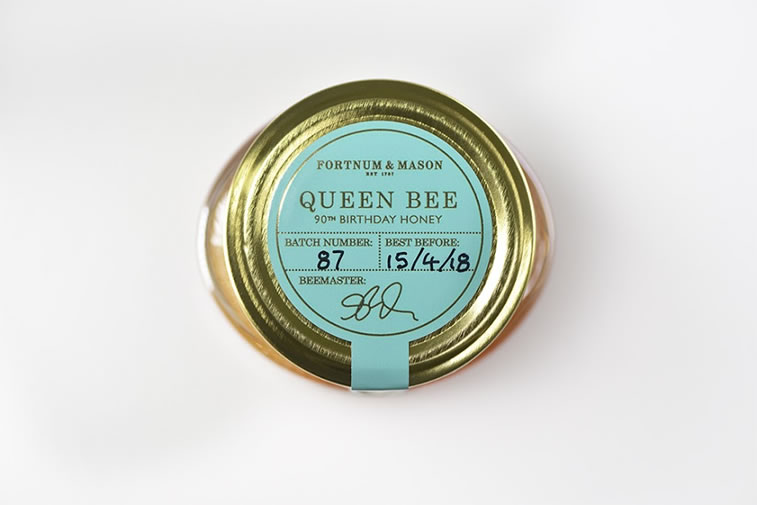 FORTNUM & MASON
EST 1707
QUEEN BEE
90TH BIRTHDAY HONEY
BATCH NUMBER: BEST BEFORE:
87 15/4/18
BEEMASTER: